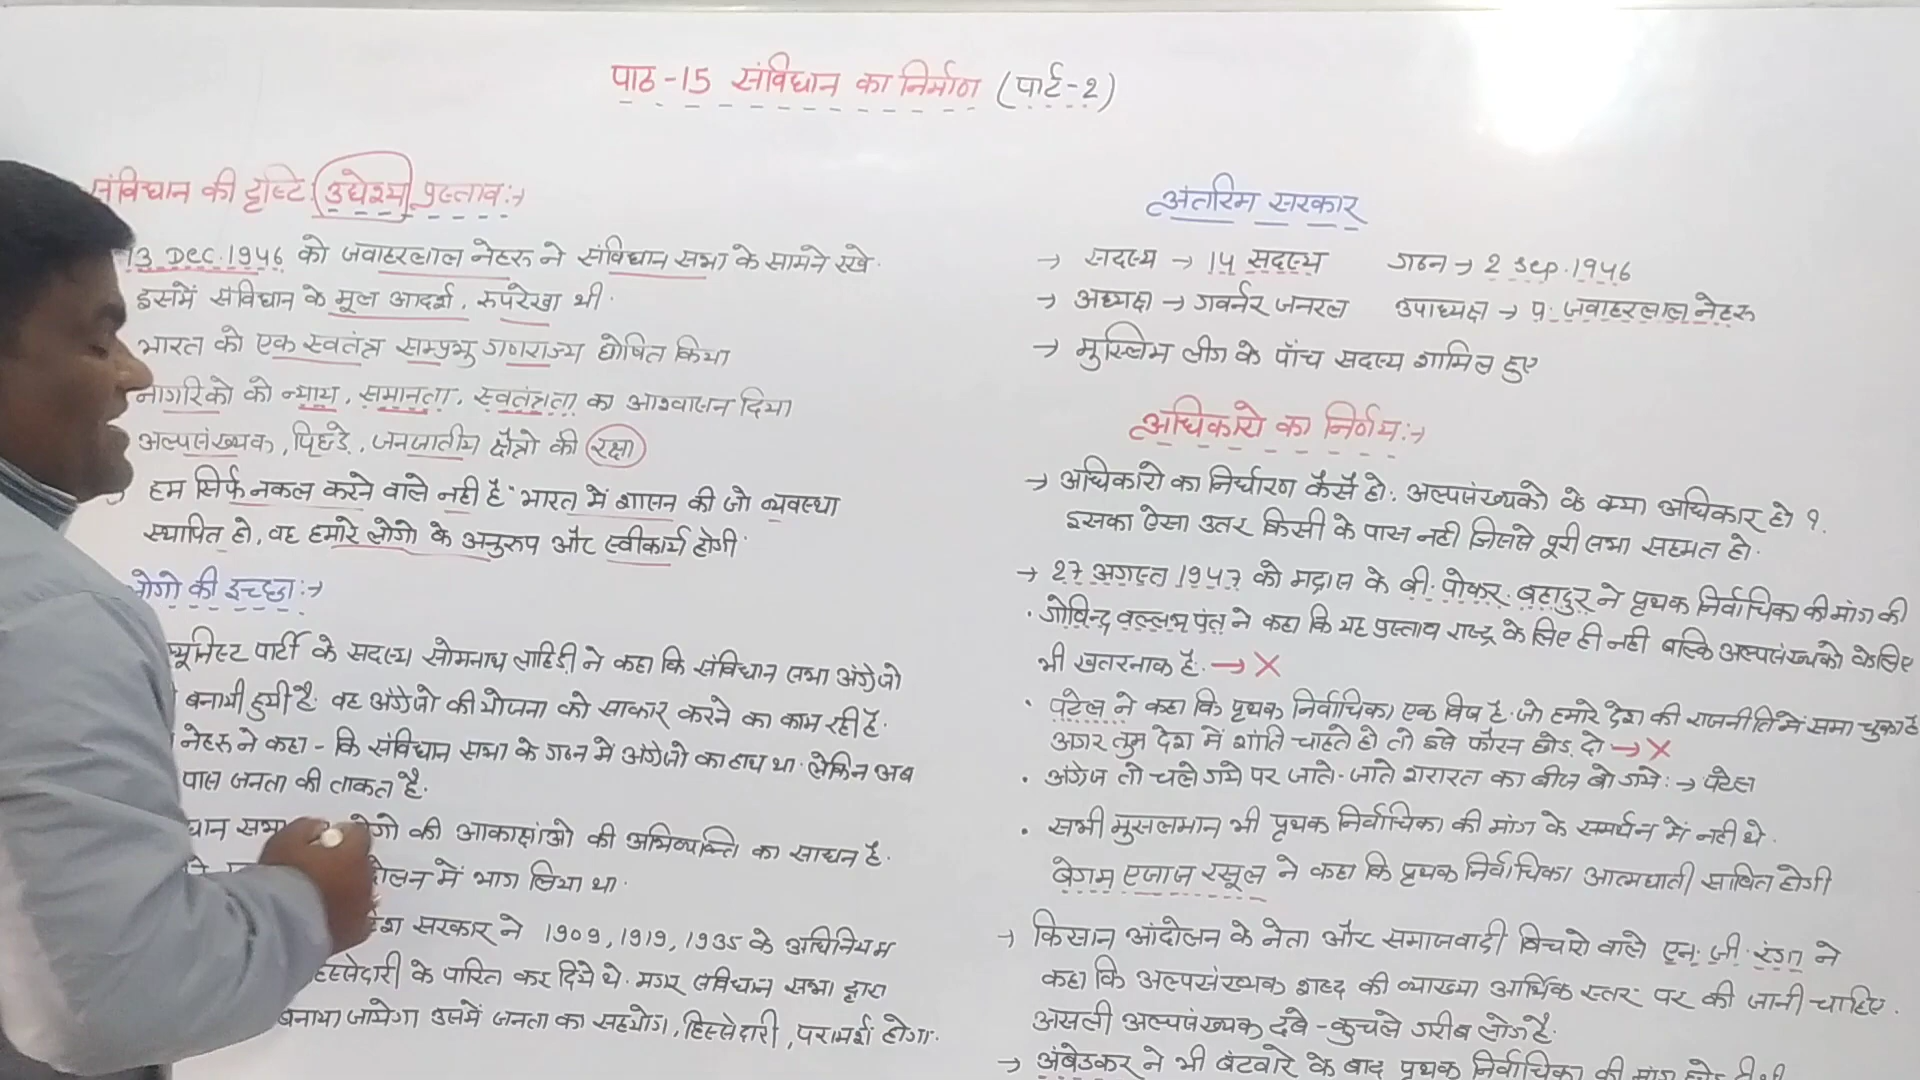 पाठ-15 संविधान का निर्माण (पार्ट-2)
संविधान की दृष्टि उद्येश्य प्रस्ताव:→
13 Dec.1946 को जवाहरलाल नेहरू ने संविधान सभा के सामने रखे.
इसमें संविधान के मूल आदर्श, रूपरेखा थी.
भारत को एक स्वतंत्र सम्प्रभु गणराज्य घोषित किया
नागरिको को न्याय, समानता, स्वतंत्रता का आश्वासन दिया
अल्पसंख्यक, पिछडे, जनजातीय क्षैत्रो की रक्षा
हम सिर्फ नकल करने वाले नही है" भारत में शासन की जो व्यवस्था
स्थापित हो, वह हमारे लोगो के अनुरूप और स्वीकार्य होगी
लोगो की इच्छा:→
पार्टी के सदस्य सोमनाथ लाहिडी ने कहा कि संविधान सभा अंग्रेजो
बनायी हुयी है. वह अंग्रेजो की योजना को साकार करने का काम रही है.
नेहरू ने कहा - कि संविधान सभा के गठन में अंग्रेजो का हाथ था. लेकिन अब
पास जनता की ताकत है.
सभा की आकाक्षांओ की अभिव्यक्ति का साधन है.
में भाग लिया था.
सरकार ने 1909, 1919, 1935 के अधिनियम
के पारित कर दिये थे. मगर संविधान सभा द्वारा
बनाया जायेगा उसमें जनता का सहयोग, हिस्सेदारी, परामर्श होगा.
अंतरिम सरकार
→ सदस्य → 14 सदस्य गठन → 2 Sep.1946
→ अध्यक्ष → गवर्नर जनरल उपाध्यक्ष → प. जवाहरलाल नेहरू
→ मुस्लिम लीग के पाँच सदस्य शामिल हुए
अधिकारो का निर्णय:→
→ अधिकारो का निर्धारण कैसे हो. अल्पसंख्यको के क्या अधिकार हो ?.
इसका ऐसा उतर किसी के पास नही जिससे पूरी सभा सहमत हो.
→ 27 अगस्त 1947 को मद्रास के बी. पोकर. बहादुर ने पृथक निर्वाचिका की मांग की
• गोविन्द वल्लभ पंत ने कहा कि यह प्रस्ताव राष्ट्र के लिए ही नही बल्कि अल्पसंख्यको के लिए
भी खतरनाक है. → X
• पटेल ने कहा कि पृथक निर्वाचिका एक विष है. जो हमारे देश की राजनीति में समा चुका है
अगर तुम देश में शांति चाहते हो तो इसे फौरन छोड दो → X
• अंग्रेज तो चले गये पर जाते-जाते शरारत का बीज बो गये: → पटेल
• सभी मुसलमान भी पृथक निर्वाचिका की मांग के समर्थन में नही थे.
बेगम एजाज रसूल ने कहा कि पृथक निर्वाचिका आत्मघाती साबित होगी
→ किसान आंदोलन के नेता और समाजवादी विचारो वाले एन. जी. रंगा ने
कहा कि अल्पसंख्यक शब्द की व्याख्या आर्थिक स्तर पर की जानी चाहिए.
असली अल्पसंख्यक दबे-कुचले गरीब लोग है.
→ अंबेडकर ने भी बंटवारे के बाद पृथक निर्वाचिका की मांग